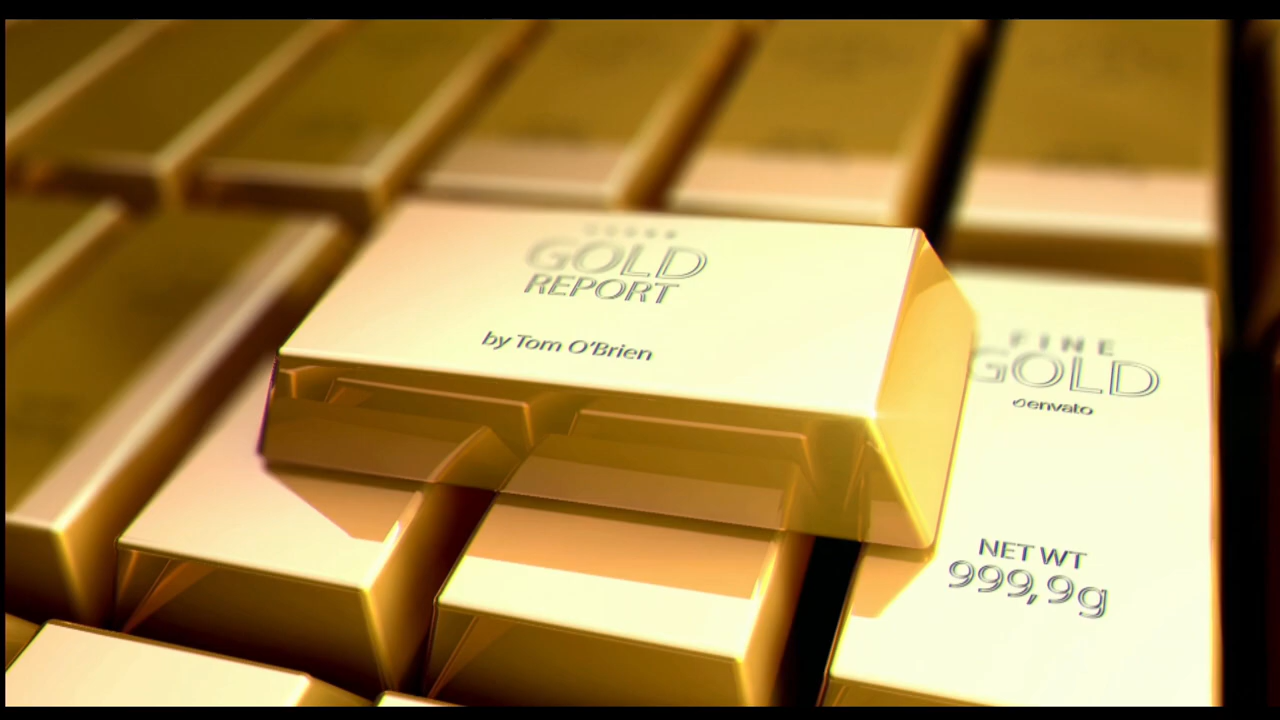 GOLD
REPORT
by Tom O'Brien
FINE
GOLD
envato
NET WT
999,9g